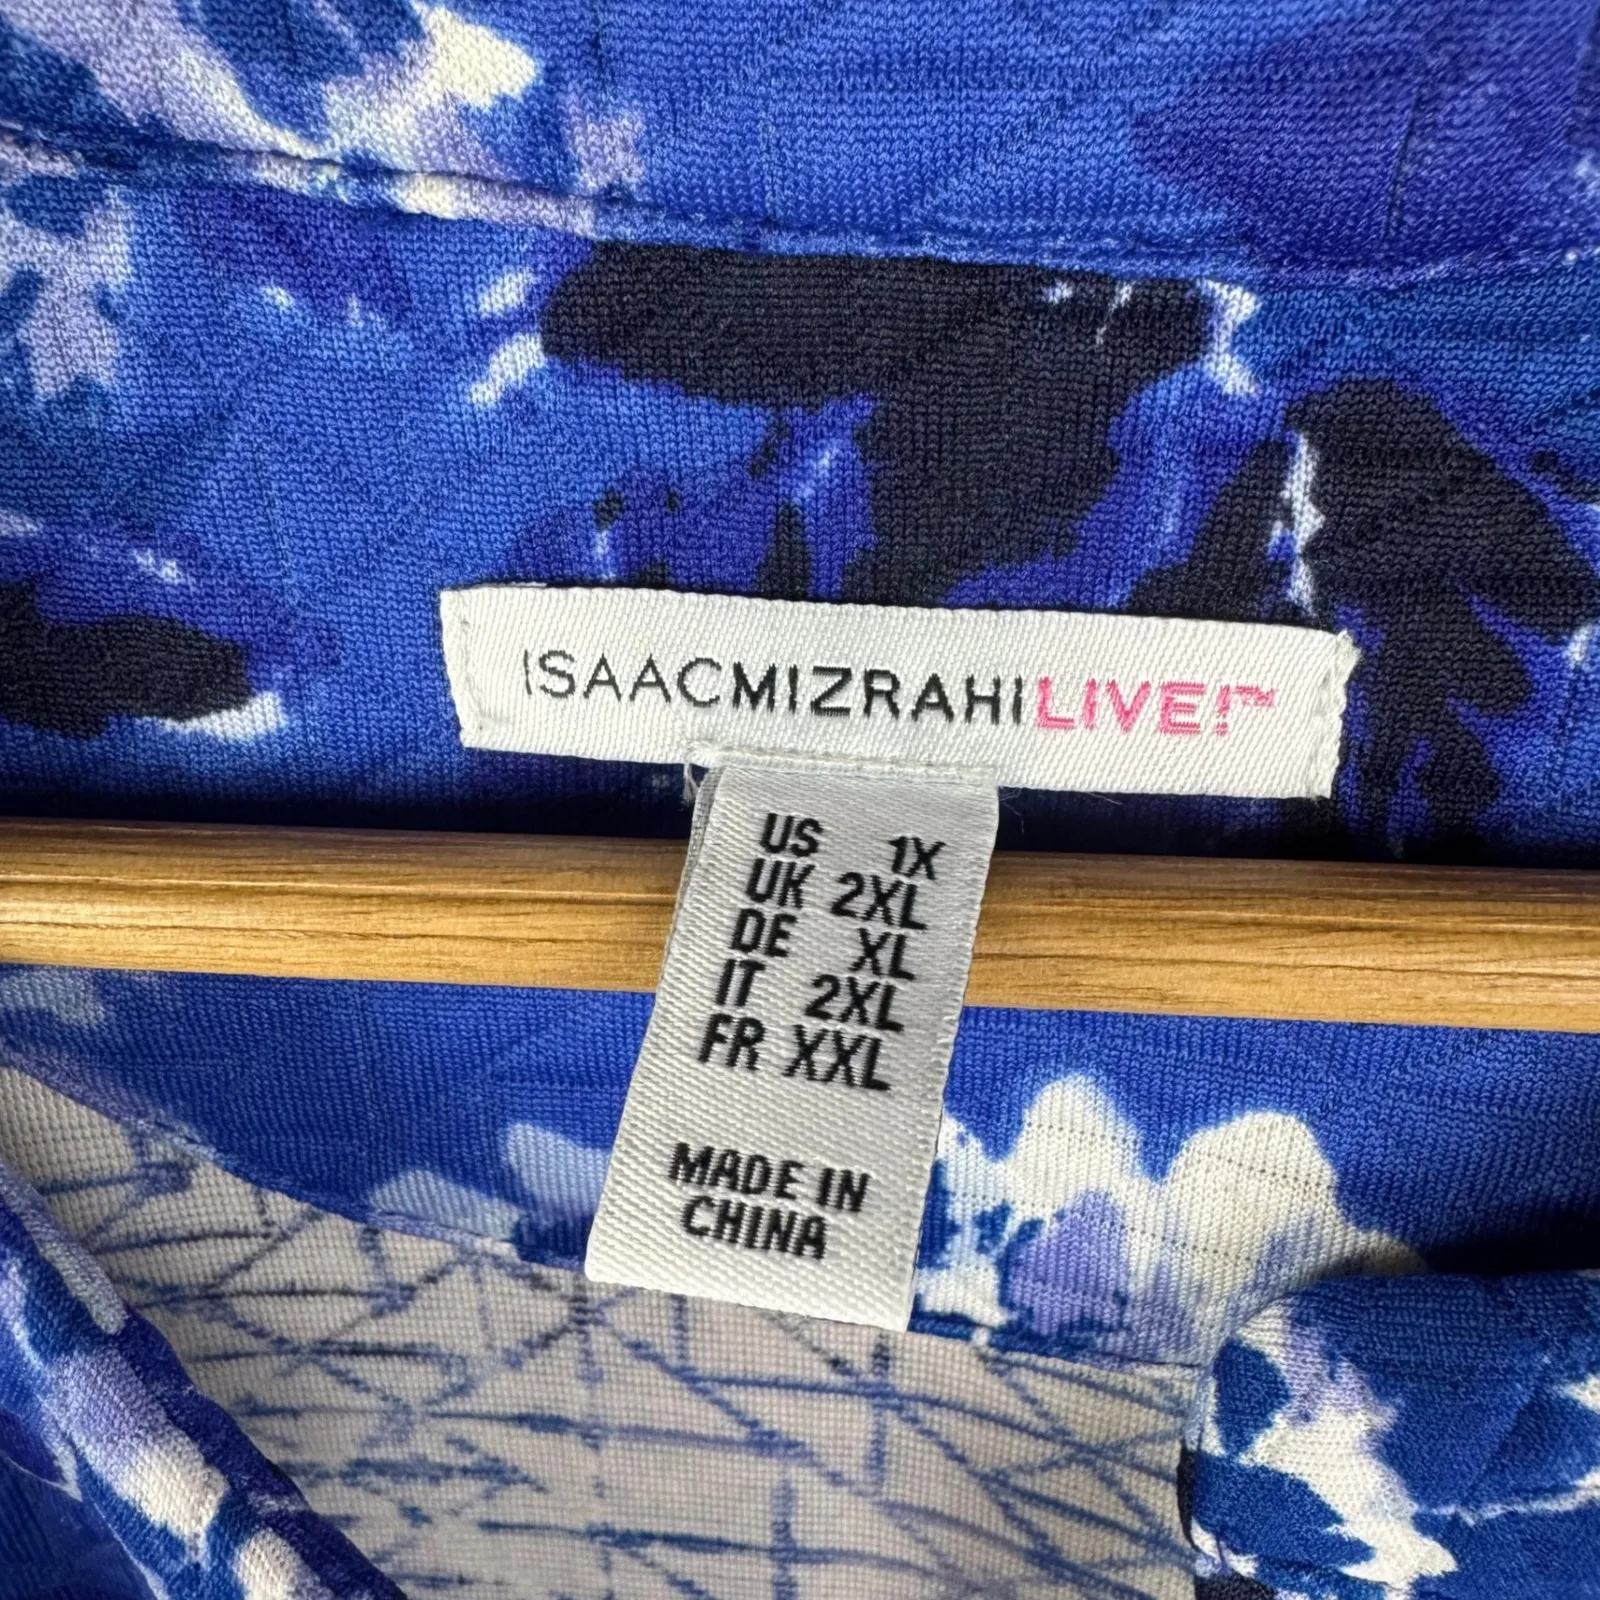 ISAACMIZRAHILIVE!™
US 1X
UK 2XL
DE XL
IT 2XL
FR XXL
MADE IN
CHINA